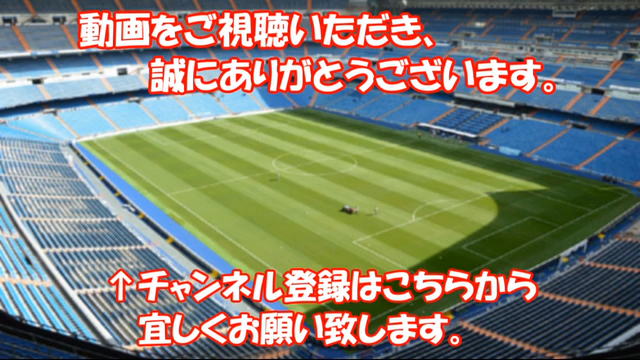 動画をご視聴いただき、
誠にありがとうございます。
↑チャンネル登録はこちらから
宜しくお願い致します。